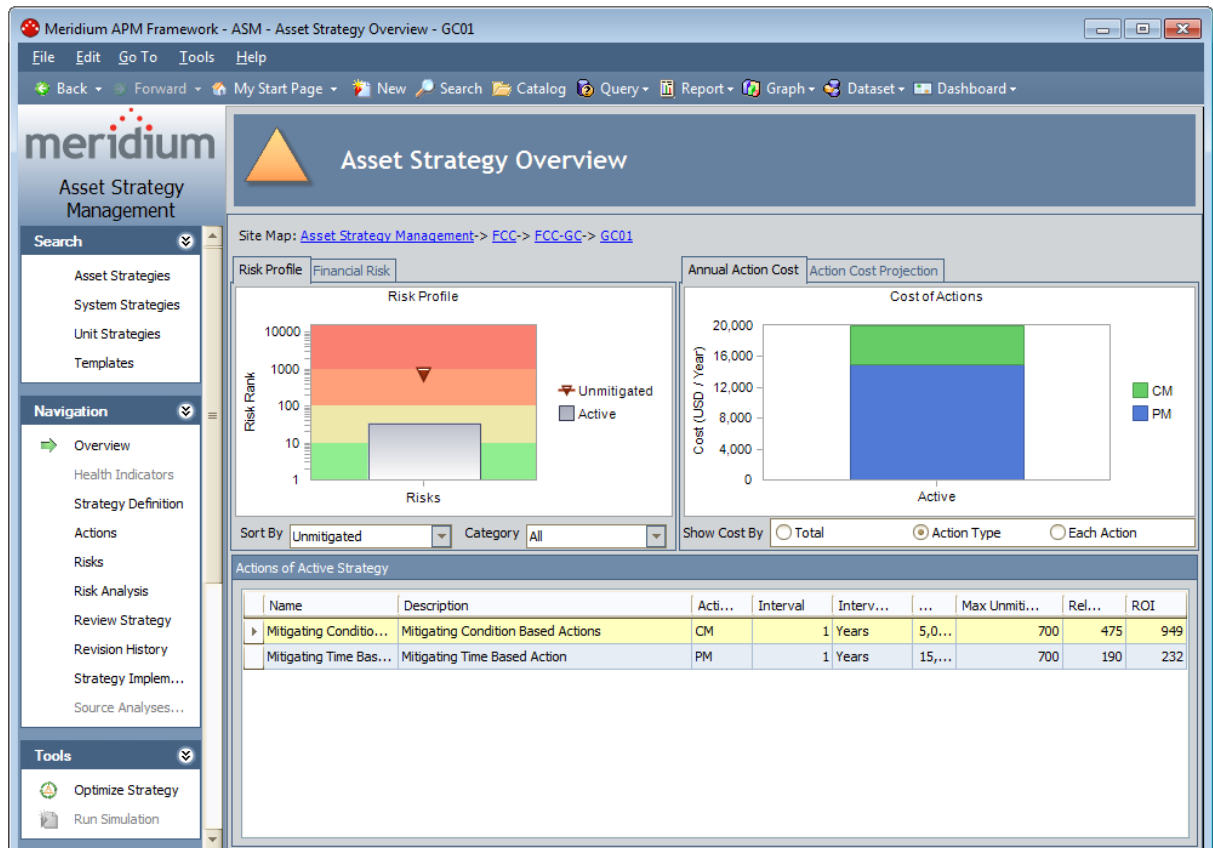 Meridium APM Framework - ASM - Asset Strategy Overview - GC01
File Edit Go To Tools Help
Back Forward My Start Page New Search Catalog Query Report Graph Dataset Dashboard
meridium
Asset Strategy
Management
Asset Strategy Overview
Search
Asset Strategies
System Strategies
Unit Strategies
Templates
Navigation
Overview
Health Indicators
Strategy Definition
Actions
Risks
Risk Analysis
Review Strategy
Revision History
Strategy Implem...
Source Analyses...
Tools
Optimize Strategy
Run Simulation
Site Map: Asset Strategy Management-> FCC-> FCC-GC-> GC01
Risk Profile Financial Risk
Risk Profile
Risk Rank
10000
1000
100
10
1
Risks
Unmitigated
Active
Sort By Unmitigated Category All
Annual Action Cost Action Cost Projection
Cost of Actions
Cost (USD / Year)
20,000
16,000
12,000
8,000
4,000
0
Active
CM
PM
Show Cost By Total Action Type Each Action
Actions of Active Strategy
Name Description Acti... Interval Interv... ... Max Unmiti... Rel... ROI
Mitigating Conditio... Mitigating Condition Based Actions CM 1 Years 5,0... 700 475 949
Mitigating Time Bas... Mitigating Time Based Action PM 1 Years 15,... 700 190 232